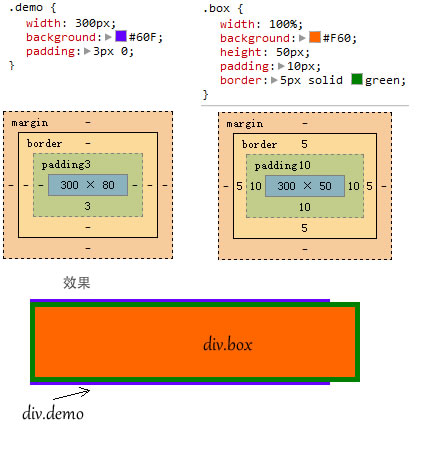 .demo {
width: 300px;
background: #60F;
padding: 3px 0;
}
.box {
width: 100%;
background: #F60;
height: 50px;
padding: 10px;
border: 5px solid green;
}
margin -
border -
padding3
- - - 300 × 80 - - -
3
-
-
margin -
border 5
padding10
- 5 10 300 × 50 10 5 -
10
5
-
效果
div.box
div.demo